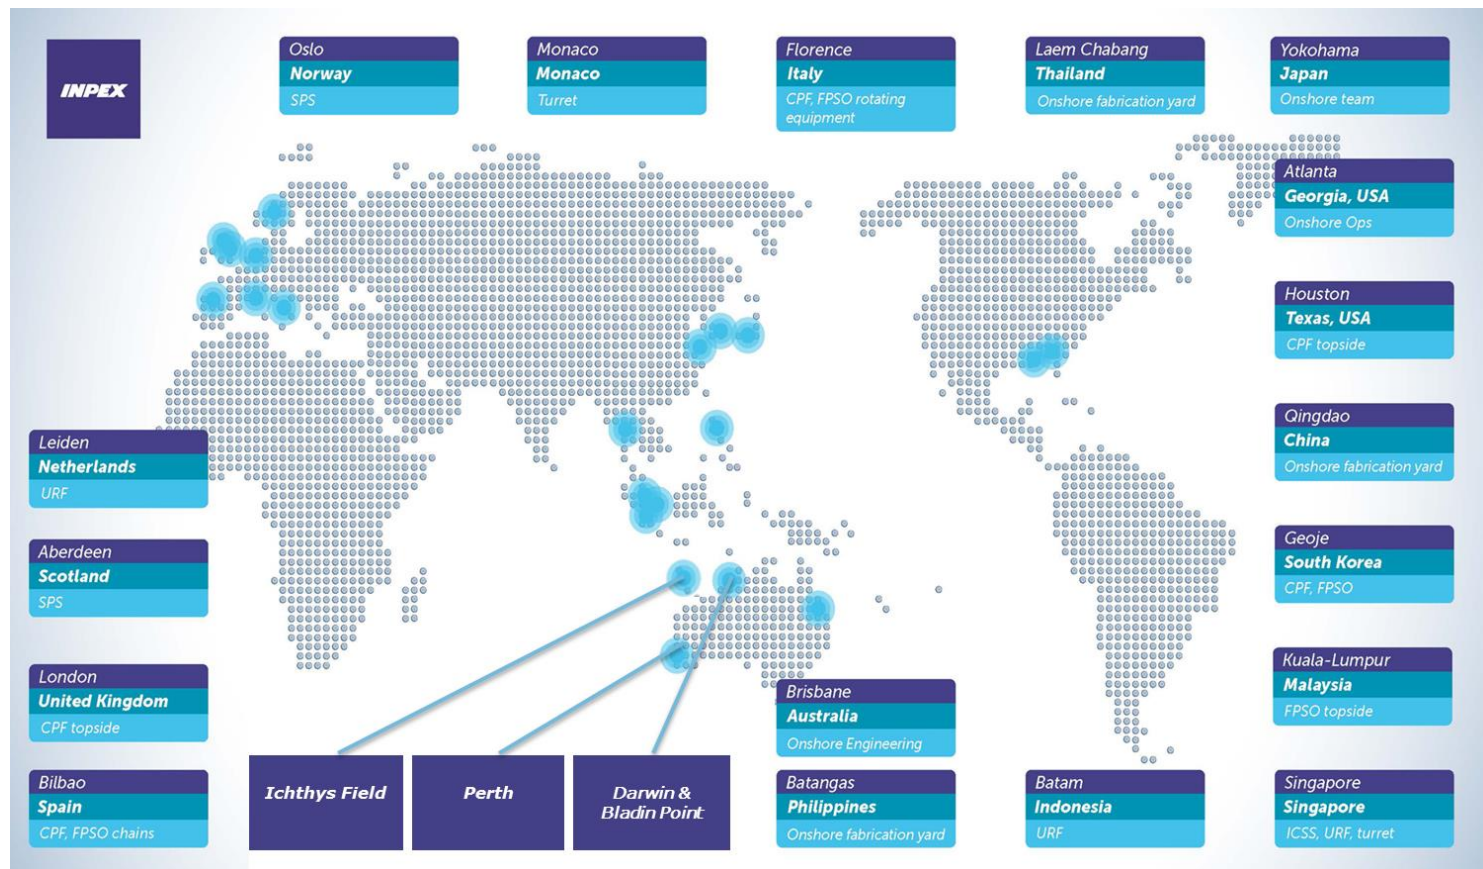 INPEX
Oslo
Norway
SPS
Monaco
Monaco
Turret
Florence
Italy
CPF, FPSO rotating
equipment
Laem Chabang
Thailand
Onshore fabrication yard
Yokohama
Japan
Onshore team
Atlanta
Georgia, USA
Onshore Ops
Houston
Texas, USA
CPF topside
Qingdao
China
Onshore fabrication yard
Geoje
South Korea
CPF, FPSO
Kuala-Lumpur
Malaysia
FPSO topside
Leiden
Netherlands
URF
Aberdeen
Scotland
SPS
London
United Kingdom
CPF topside
Bilbao
Spain
CPF, FPSO chains
Ichthys Field
Perth
Darwin &
Bladin Point
Brisbane
Australia
Onshore Engineering
Batangas
Philippines
Onshore fabrication yard
Batam
Indonesia
URF
Singapore
Singapore
ICSS, URF, turret